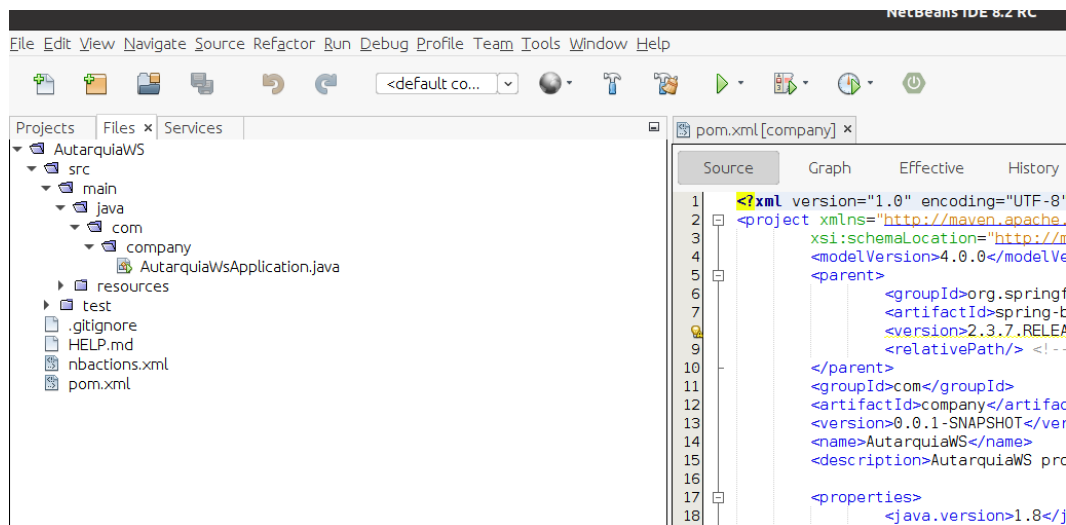 NetBeans IDE 8.2 RC
File Edit View Navigate Source Refactor Run Debug Profile Team Tools Window Help
<default co...
Projects Files × Services
pom.xml [company] ×
AutarquiaWS
src
main
java
com
company
AutarquiaWsApplication.java
resources
test
.gitignore
HELP.md
nbactions.xml
pom.xml
Source Graph Effective History
1 <?xml version="1.0" encoding="UTF-8"
2 <project xmlns="http://maven.apache.
3 xsi:schemaLocation="http://m
4 <modelVersion>4.0.0</modelVe
5 <parent>
6 <groupId>org.springf
7 <artifactId>spring-b
<version>2.3.7.RELEA
9 <relativePath/> <!--
10 </parent>
11 <groupId>com</groupId>
12 <artifactId>company</artifac
13 <version>0.0.1-SNAPSHOT</ver
14 <name>AutarquiaWS</name>
15 <description>AutarquiaWS pro
16
17 <properties>
18 <java.version>1.8</j